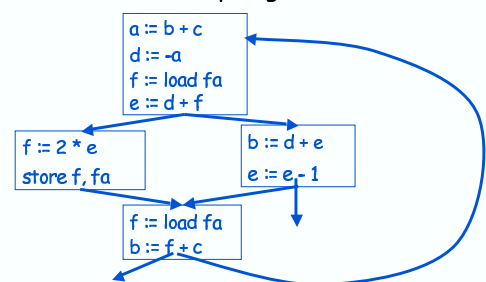 a := b + c
d := -a
f := load fa
e := d + f
f := 2 * e
store f, fa
b := d + e
e := e - 1
f := load fa
b := f + c